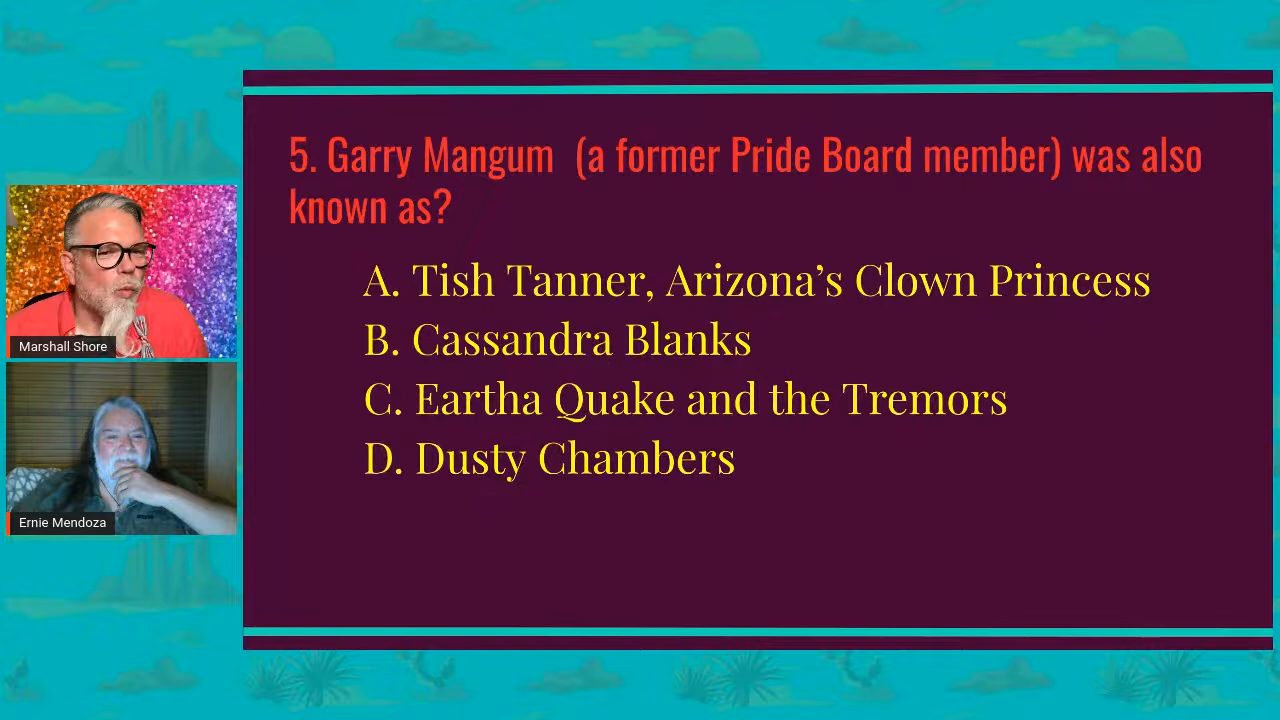 5. Garry Mangum (a former Pride Board member) was also
known as?
A. Tish Tanner, Arizona’s Clown Princess
B. Cassandra Blanks
C. Eartha Quake and the Tremors
D. Dusty Chambers
Marshall Shore
Ernie Mendoza